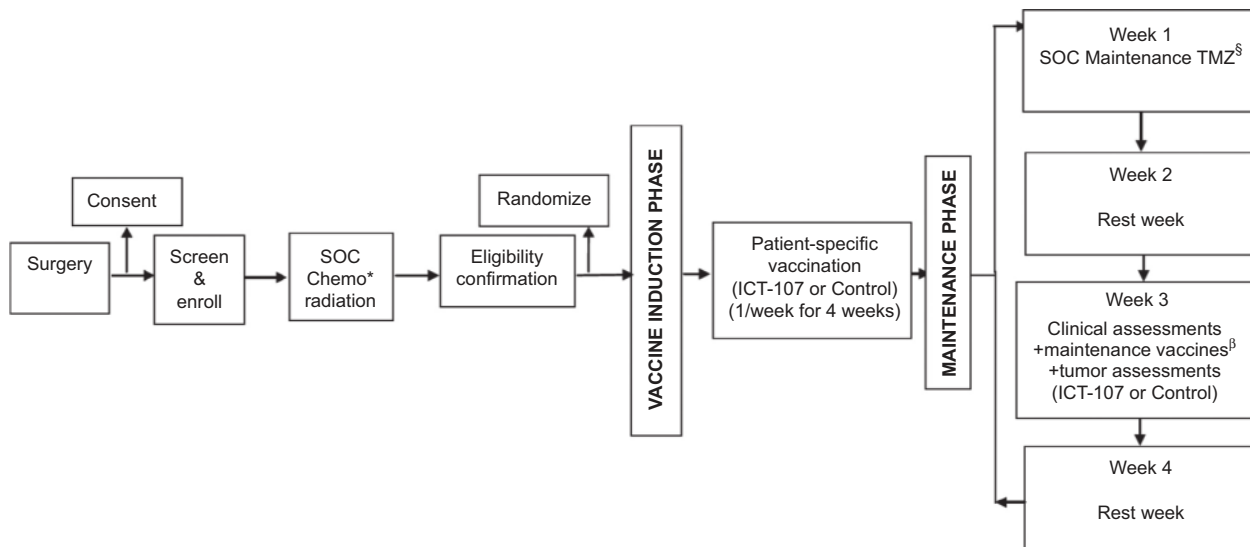 Surgery
Consent
Screen
&
enroll
SOC
Chemo*
radiation
Eligibility
confirmation
Randomize
VACCINE INDUCTION PHASE
Patient-specific
vaccination
(ICT-107 or Control)
(1/week for 4 weeks)
MAINTENANCE PHASE
Week 1
SOC Maintenance TMZ§
Week 2
Rest week
Week 3
Clinical assessments
+maintenance vaccinesβ
+tumor assessments
(ICT-107 or Control)
Week 4
Rest week